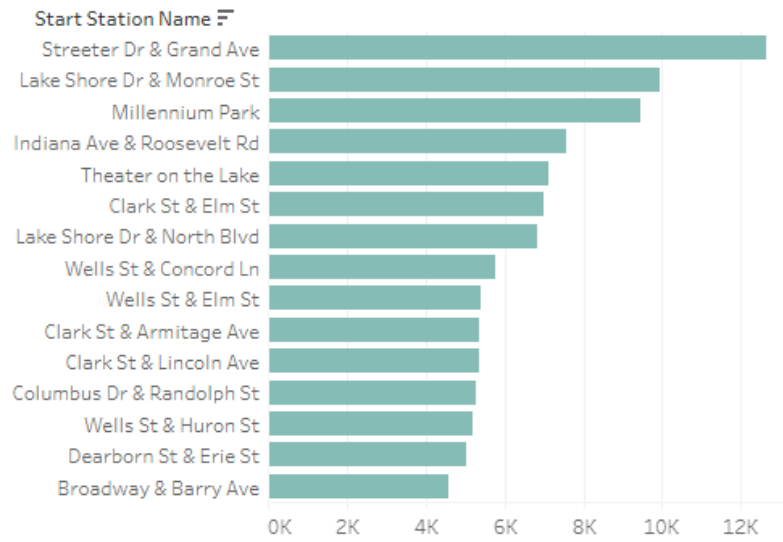 Start Station Name
Streeter Dr & Grand Ave
Lake Shore Dr & Monroe St
Millennium Park
Indiana Ave & Roosevelt Rd
Theater on the Lake
Clark St & Elm St
Lake Shore Dr & North Blvd
Wells St & Concord Ln
Wells St & Elm St
Clark St & Armitage Ave
Clark St & Lincoln Ave
Columbus Dr & Randolph St
Wells St & Huron St
Dearborn St & Erie St
Broadway & Barry Ave
0K 2K 4K 6K 8K 10K 12K